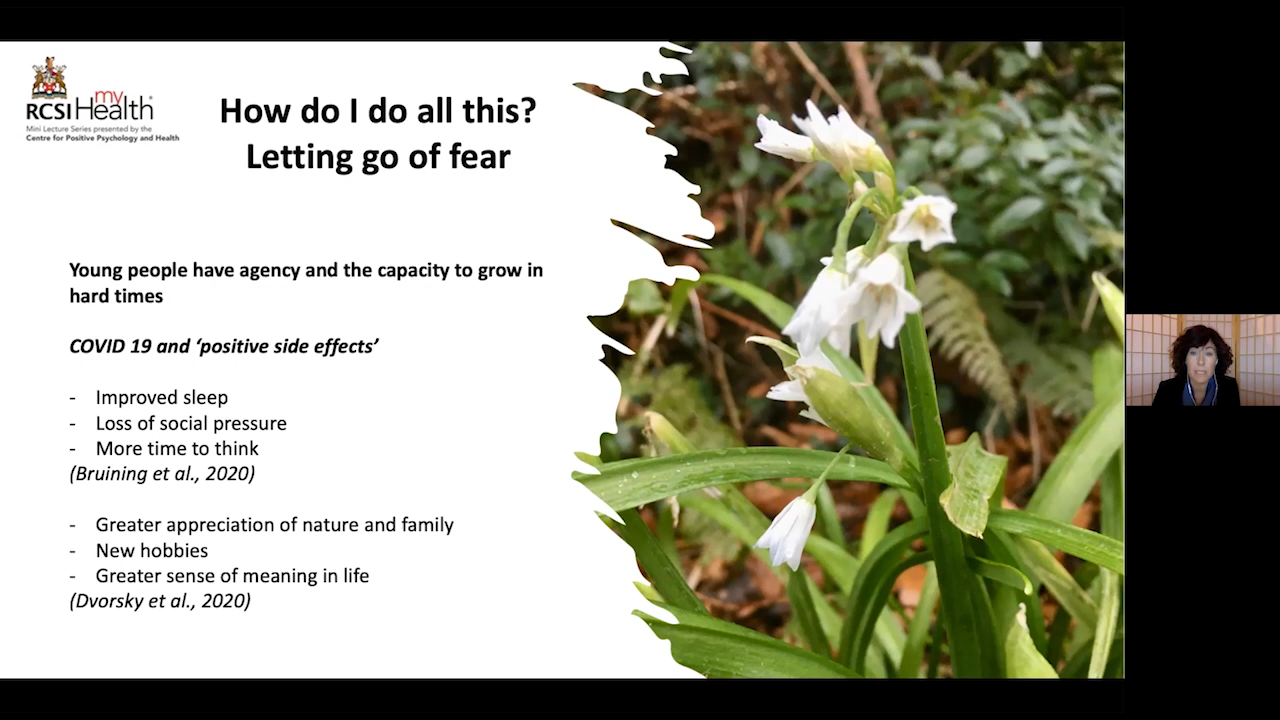 my
RCSI Health
Mini Lecture Series presented by the
Centre for Positive Psychology and Health
How do I do all this?
Letting go of fear
Young people have agency and the capacity to grow in
hard times
COVID 19 and ‘positive side effects’
- Improved sleep
- Loss of social pressure
- More time to think
(Bruining et al., 2020)
- Greater appreciation of nature and family
- New hobbies
- Greater sense of meaning in life
(Dvorsky et al., 2020)